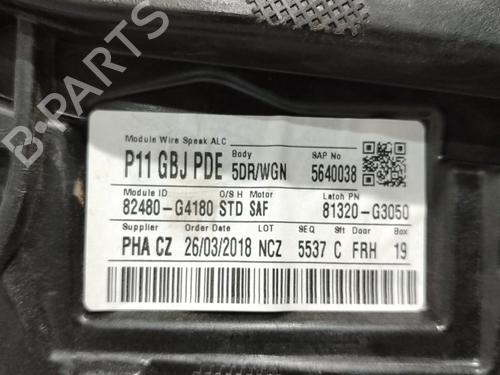 B-PARTS
Module Wire Speak ALC
P11 GBJ PDE Body 5DR/WGN SAP No 5640038
Module ID O/S H Motor Latch PN
82480-G4180 STD SAF 81320-G3050
Supplier Order Date LOT SEQ Sft Door Box
PHA CZ 26/03/2018 NCZ 5537 C FRH 19